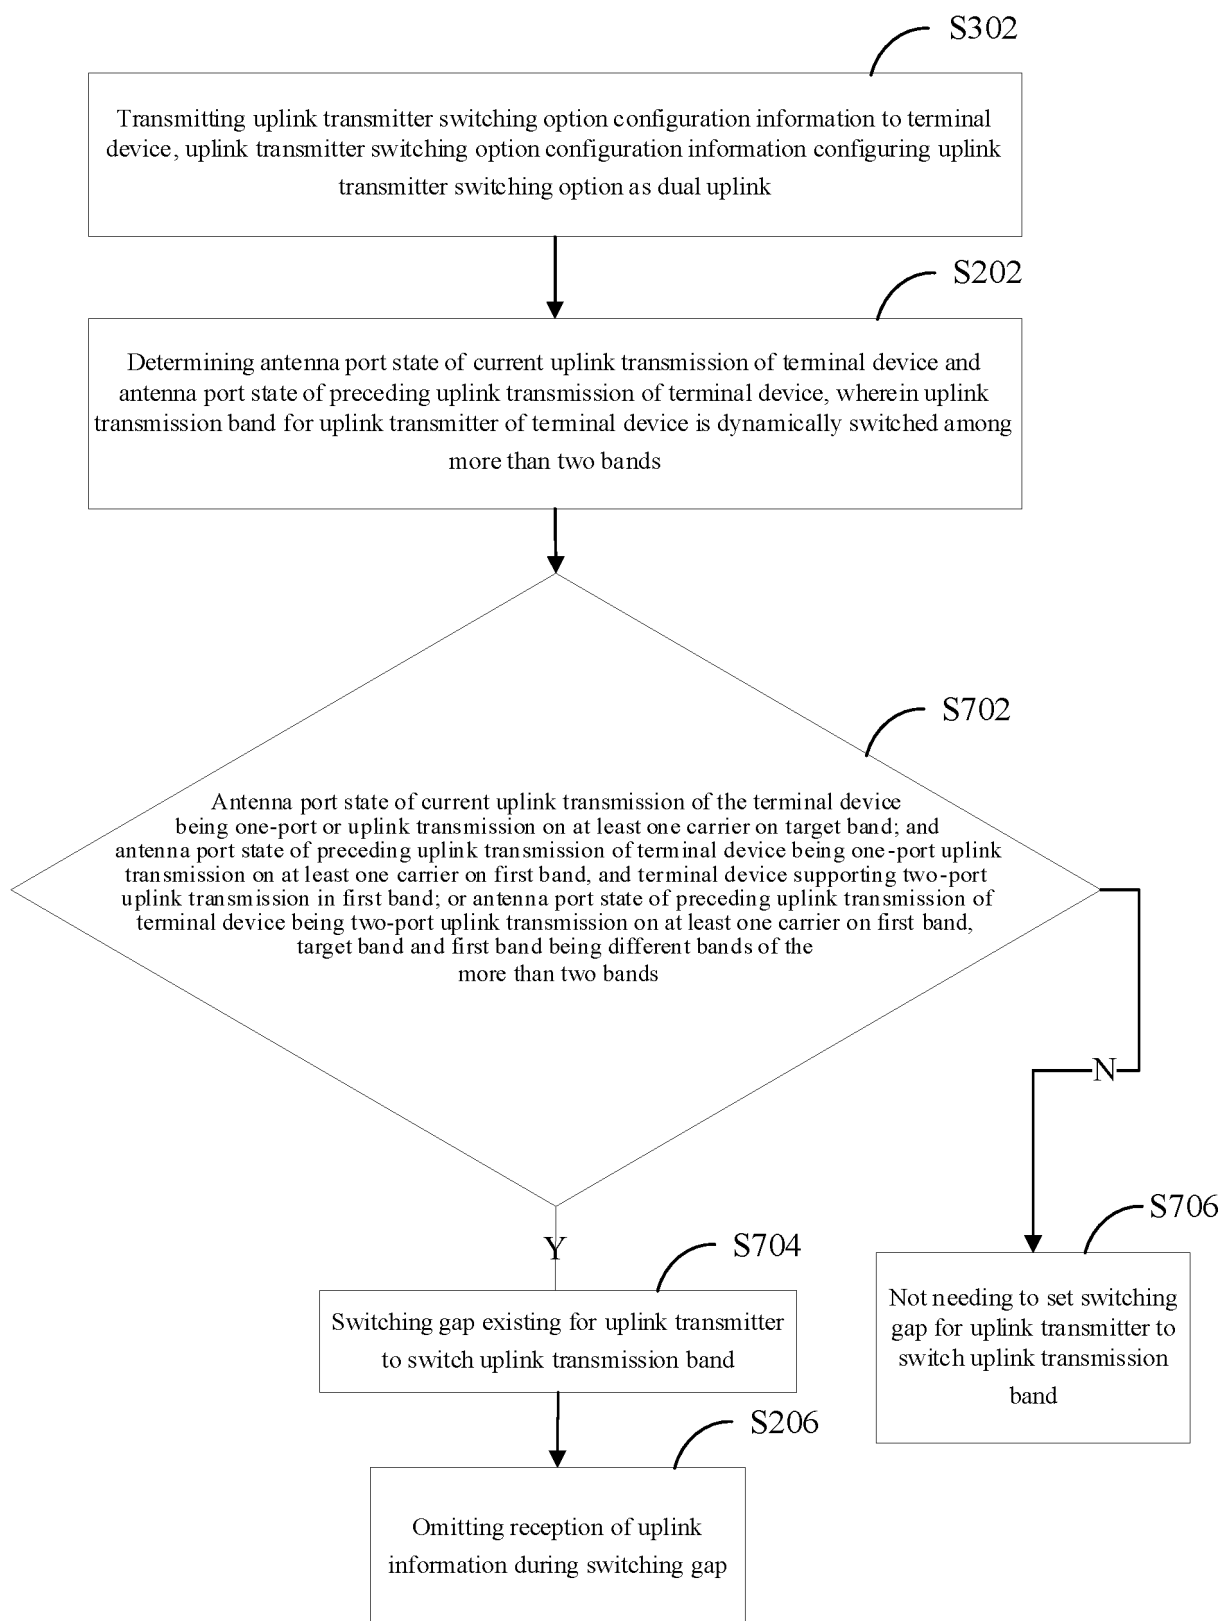 S302
Transmitting uplink transmitter switching option configuration information to terminal
device, uplink transmitter switching option configuration information configuring uplink
transmitter switching option as dual uplink
S202
Determining antenna port state of current uplink transmission of terminal device and
antenna port state of preceding uplink transmission of terminal device, wherein uplink
transmission band for uplink transmitter of terminal device is dynamically switched among
more than two bands
S702
Antenna port state of current uplink transmission of the terminal device
being one-port or uplink transmission on at least one carrier on target band; and
antenna port state of preceding uplink transmission of terminal device being one-port uplink
transmission on at least one carrier on first band, and terminal device supporting two-port
uplink transmission in first band; or antenna port state of preceding uplink transmission of
terminal device being two-port uplink transmission on at least one carrier on first band,
target band and first band being different bands of the
more than two bands
N
Y
S704
Switching gap existing for uplink transmitter
to switch uplink transmission band
S706
Not needing to set switching
gap for uplink transmitter to
switch uplink transmission
band
S206
Omitting reception of uplink
information during switching gap